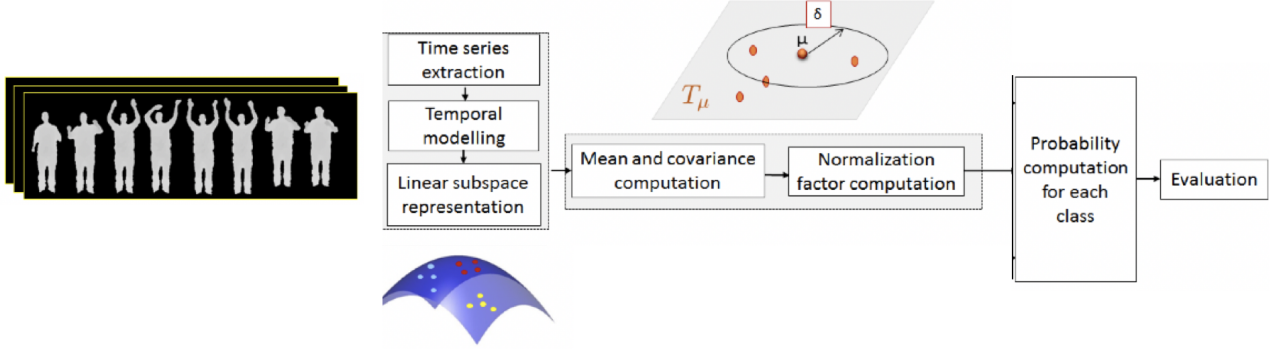 Time series
extraction
Temporal
modelling
Linear subspace
representation
δ
μ
Tμ
Mean and covariance
computation
Normalization
factor computation
Probability
computation
for each
class
Evaluation